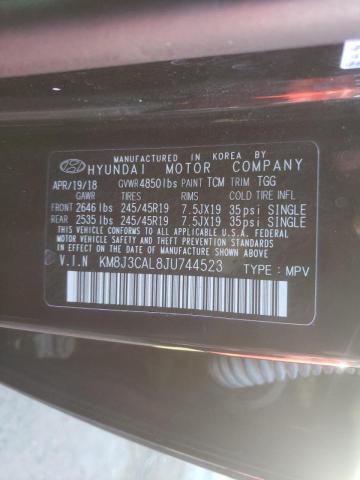 MANUFACTURED IN KOREA BY
HYUNDAI MOTOR COMPANY
APR/19/18 GVWR 4850lbs PAINT TCM TRIM TGG
GAWR TIRES RIMS COLD TIRE INFL
FRONT 2646 lbs 245/45R19 7.5JX19 35psi SINGLE
REAR 2535 lbs 245/45R19 7.5JX19 35psi SINGLE
THIS VEHICLE CONFORMS TO ALL APPLICABLE FEDERAL MOTOR VEHICLE
SAFETY, BUMPER, AND THEFT PREVENTION STANDARDS IN EFFECT ON
THE DATE OF MANUFACTURE SHOWN ABOVE.
V.I.N KM8J3CAL8JU744523 TYPE : MPV